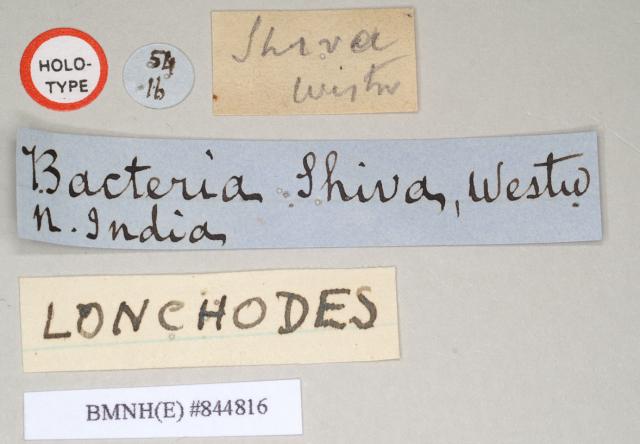 HOLO-
TYPE
54
16
Shiva
Westw
Bacteria Shiva, Westw
N. India
LONCHODES
BMNH(E) #844816